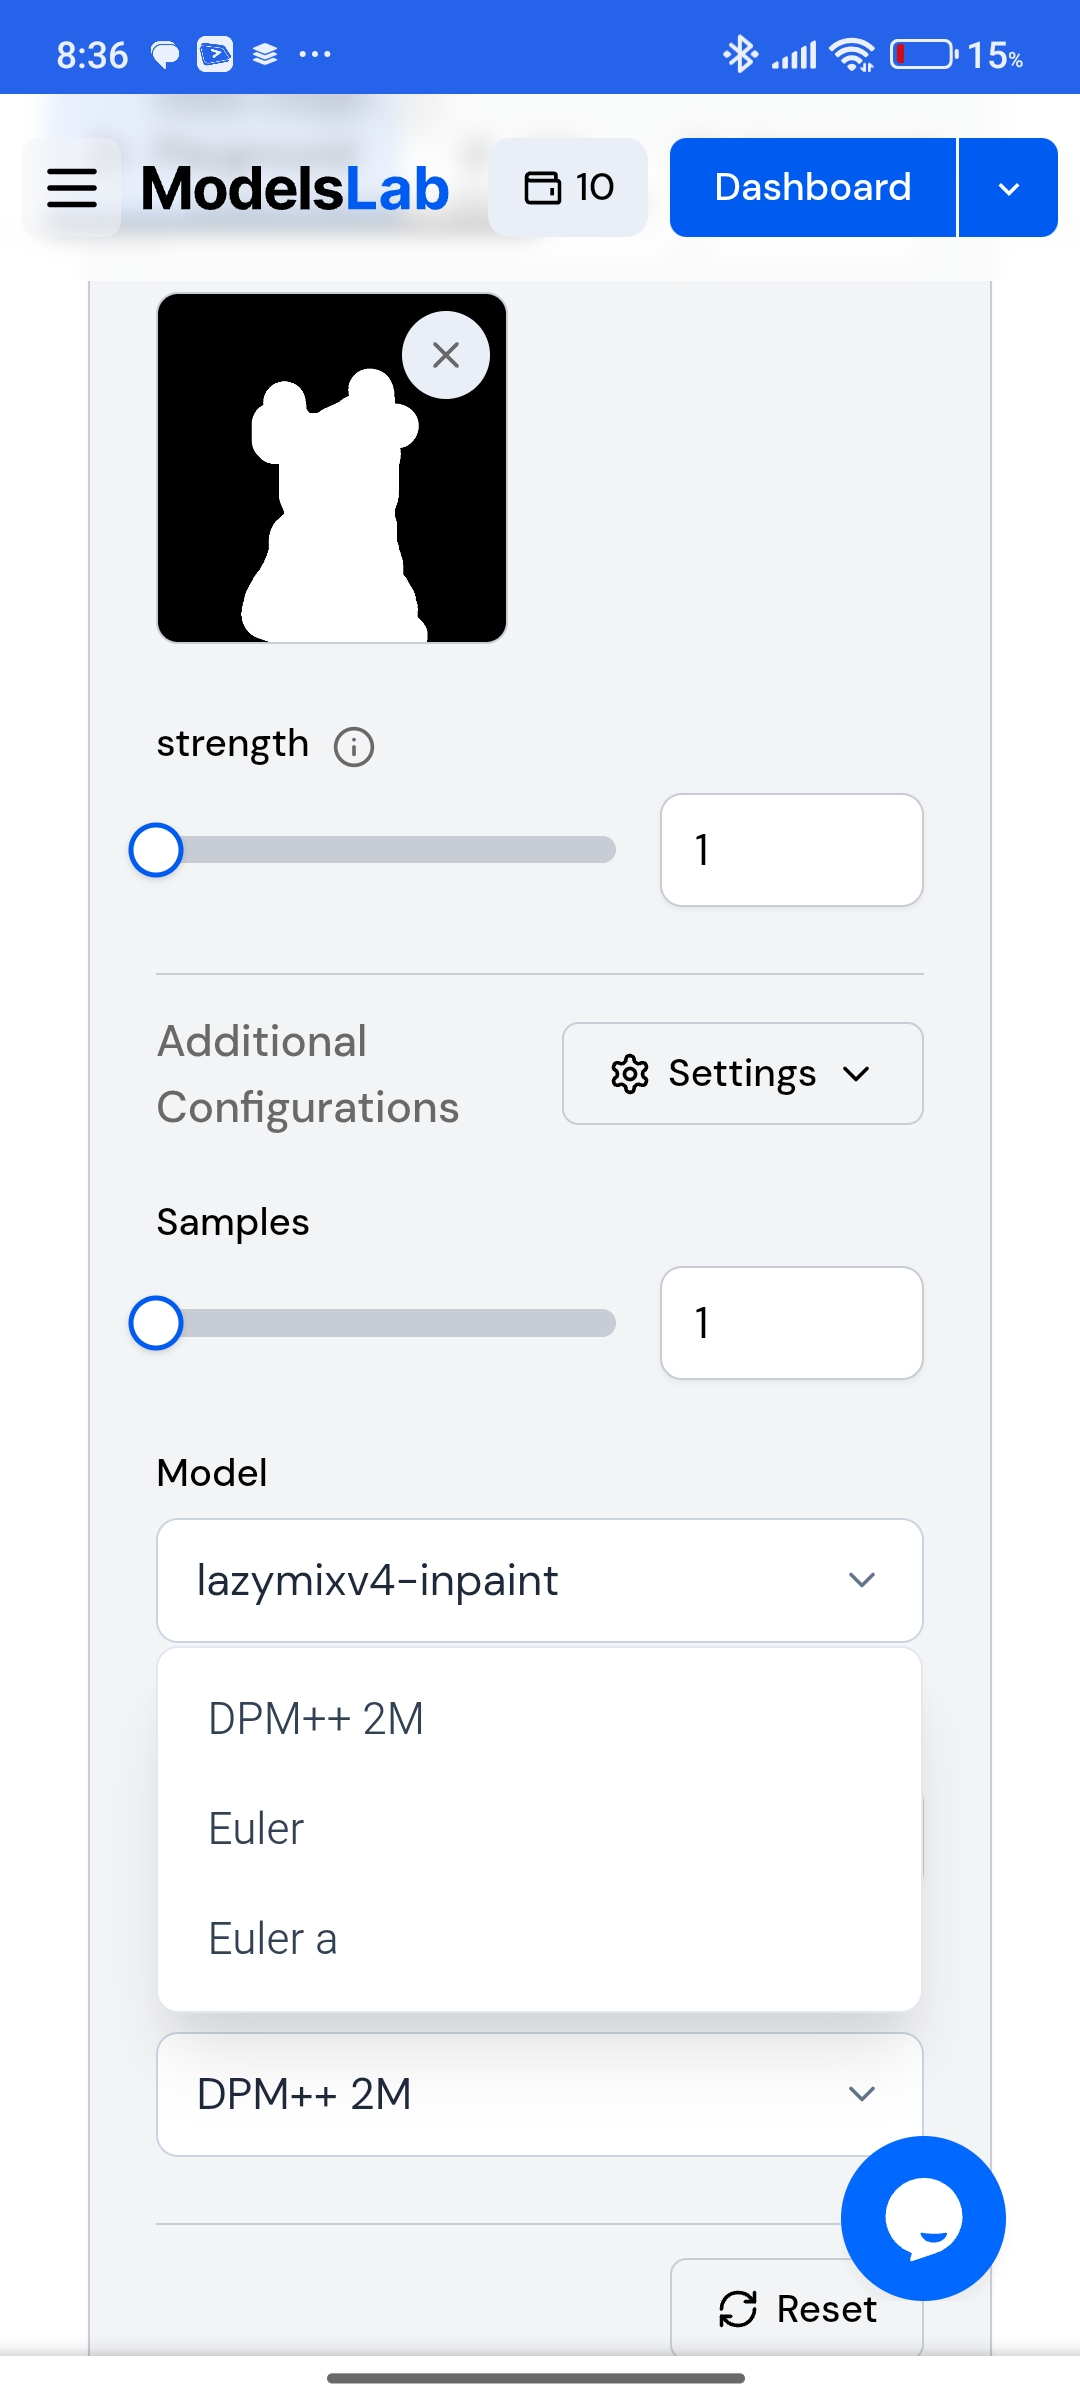 8:36
15%
ModelsLab
10
Dashboard
strength
1
Additional
Configurations
Settings
Samples
1
Model
lazymixv4-inpaint
DPM++ 2M
Euler
Euler a
DPM++ 2M
Reset